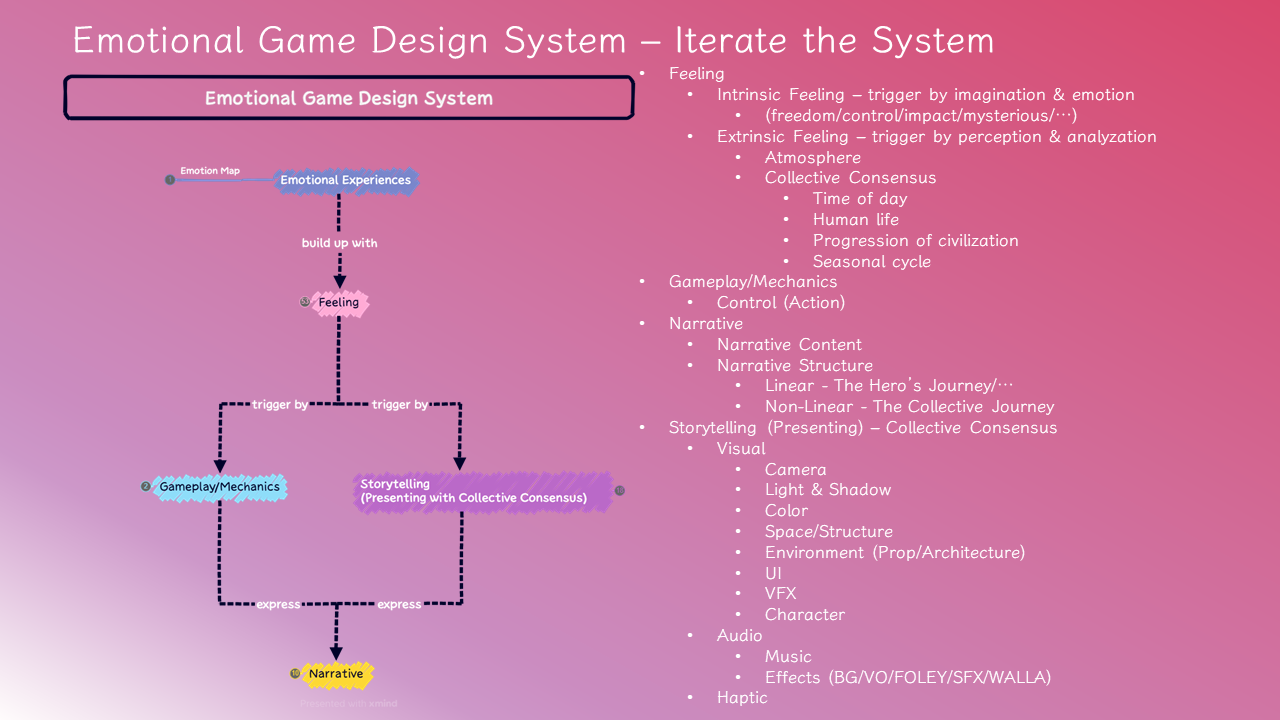 Emotional Game Design System – Iterate the System
Emotional Game Design System
Emotion Map
Emotional Experiences
build up with
Feeling
trigger by
trigger by
2
Gameplay/Mechanics
Storytelling
(Presenting with Collective Consensus)
express
express
Narrative
Presented with xmind
• Feeling
• Intrinsic Feeling – trigger by imagination & emotion
• (freedom/control/impact/mysterious/…)
• Extrinsic Feeling – trigger by perception & analyzation
• Atmosphere
• Collective Consensus
• Time of day
• Human life
• Progression of civilization
• Seasonal cycle
• Gameplay/Mechanics
• Control (Action)
• Narrative
• Narrative Content
• Narrative Structure
• Linear - The Hero's Journey/…
• Non-Linear - The Collective Journey
• Storytelling (Presenting) – Collective Consensus
• Visual
• Camera
• Light & Shadow
• Color
• Space/Structure
• Environment (Prop/Architecture)
• UI
• VFX
• Character
• Audio
• Music
• Effects (BG/VO/FOLEY/SFX/WALLA)
• Haptic